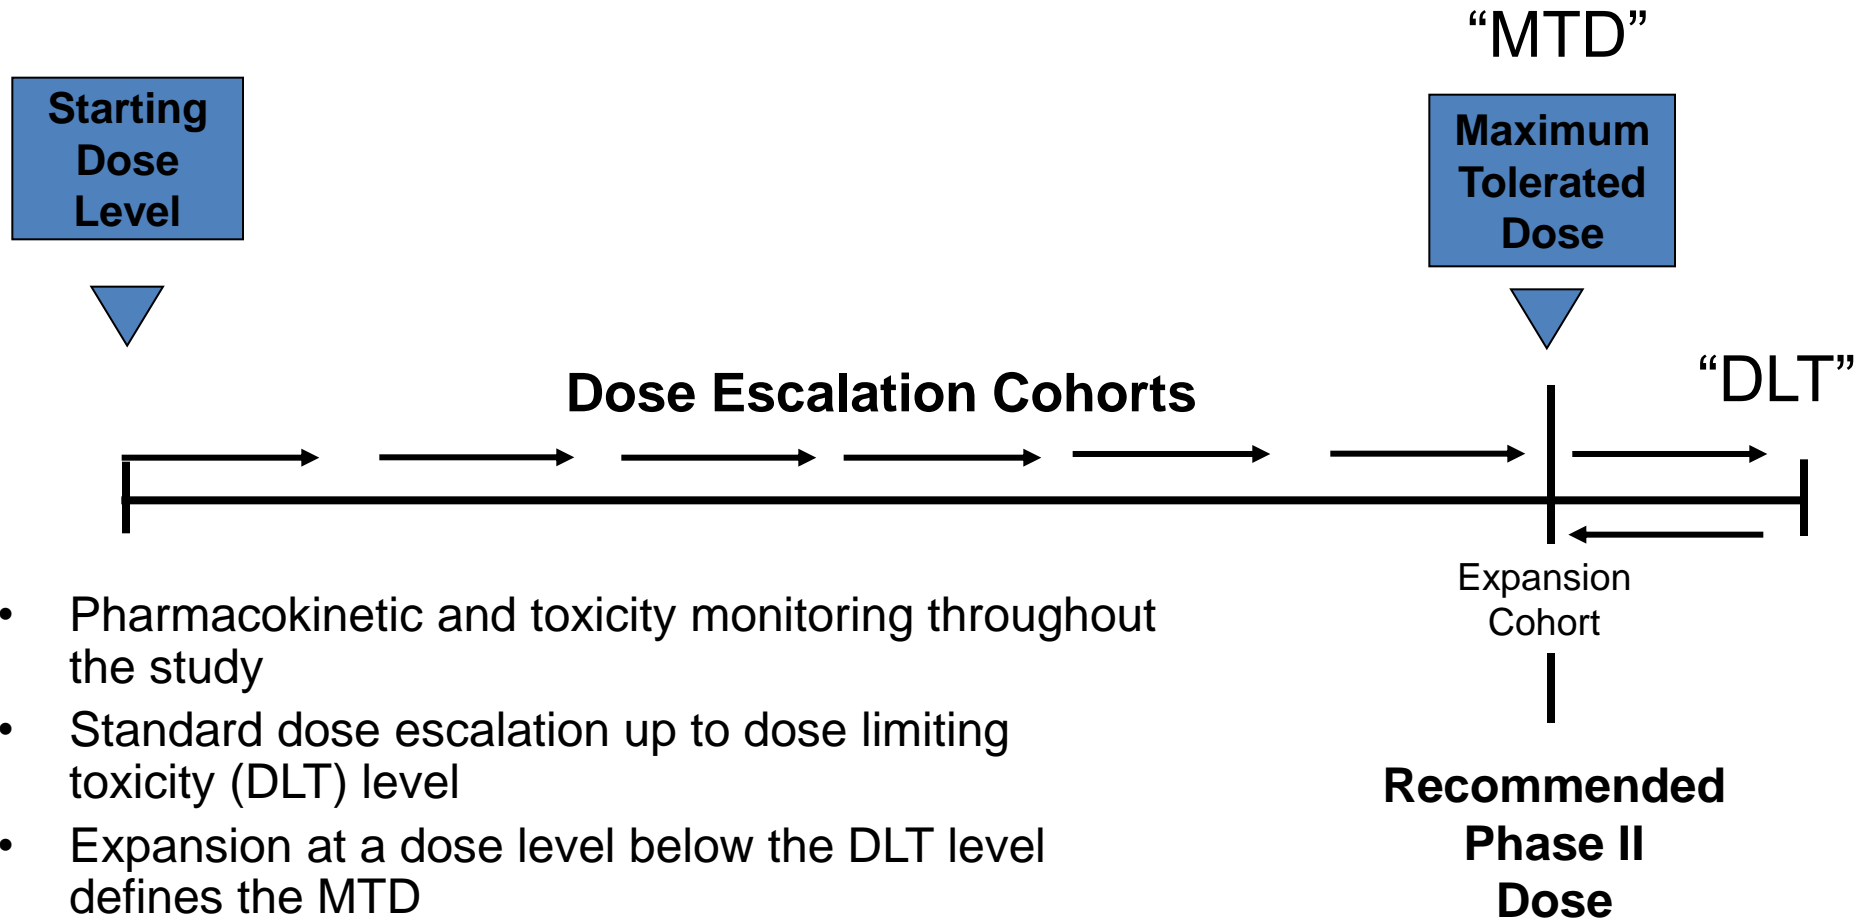 “MTD”
Starting
Dose
Level
Maximum
Tolerated
Dose
“DLT”
Dose Escalation Cohorts
Expansion
Cohort
• Pharmacokinetic and toxicity monitoring throughout
the study
• Standard dose escalation up to dose limiting
toxicity (DLT) level
• Expansion at a dose level below the DLT level
defines the MTD
Recommended
Phase II
Dose